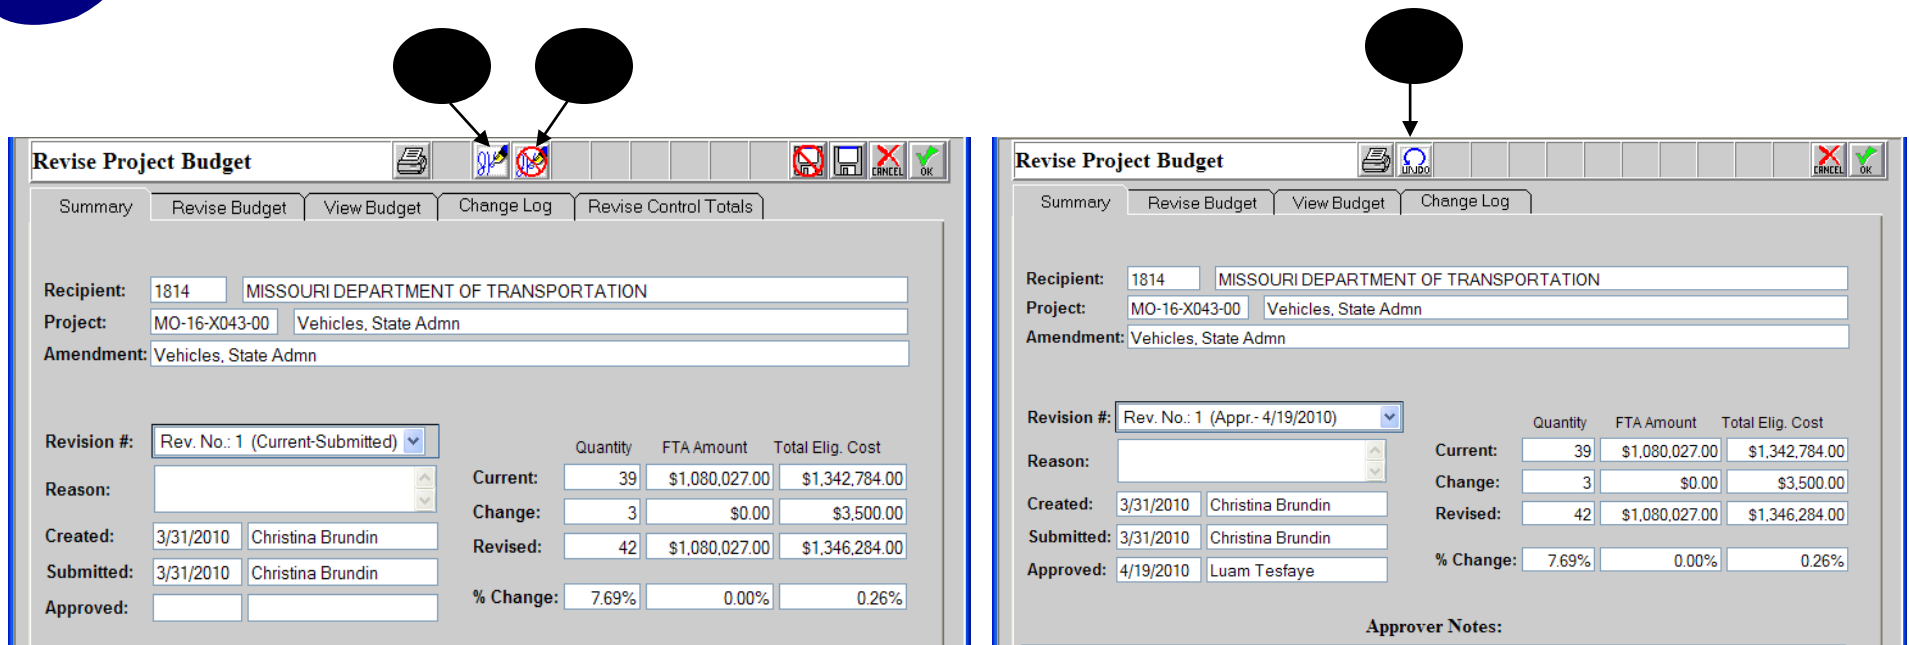 Revise Project Budget
CANCEL OK
Summary Revise Budget View Budget Change Log Revise Control Totals
Recipient: 1814 MISSOURI DEPARTMENT OF TRANSPORTATION
Project: MO-16-X043-00 Vehicles, State Admn
Amendment: Vehicles, State Admn
Revision #: Rev. No.: 1 (Current-Submitted)
Quantity FTA Amount Total Elig. Cost
Reason:
Current: 39 $1,080,027.00 $1,342,784.00
Change: 3 $0.00 $3,500.00
Created: 3/31/2010 Christina Brundin
Revised: 42 $1,080,027.00 $1,346,284.00
Submitted: 3/31/2010 Christina Brundin
% Change: 7.69% 0.00% 0.26%
Approved:
Revise Project Budget
UNDO CANCEL OK
Summary Revise Budget View Budget Change Log
Recipient: 1814 MISSOURI DEPARTMENT OF TRANSPORTATION
Project: MO-16-X043-00 Vehicles, State Admn
Amendment: Vehicles, State Admn
Revision #: Rev. No.: 1 (Appr.- 4/19/2010)
Quantity FTA Amount Total Elig. Cost
Reason:
Current: 39 $1,080,027.00 $1,342,784.00
Change: 3 $0.00 $3,500.00
Created: 3/31/2010 Christina Brundin
Revised: 42 $1,080,027.00 $1,346,284.00
Submitted: 3/31/2010 Christina Brundin
% Change: 7.69% 0.00% 0.26%
Approved: 4/19/2010 Luam Tesfaye
Approver Notes: